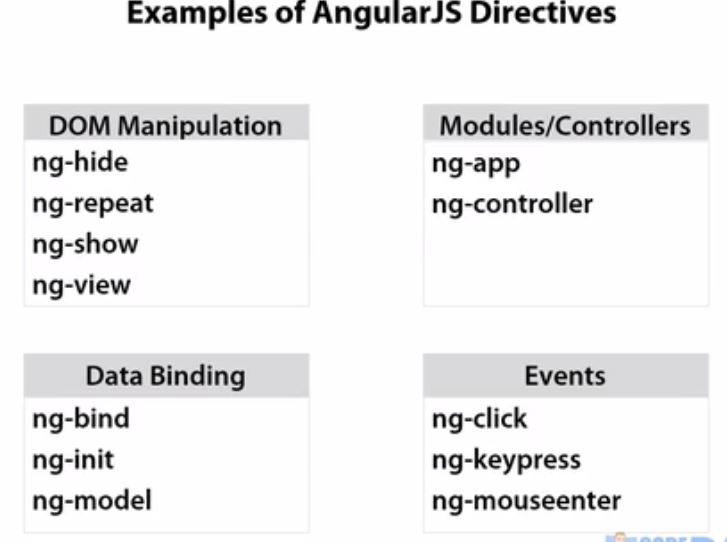 Examples of AngularJS Directives
DOM Manipulation
ng-hide
ng-repeat
ng-show
ng-view
Modules/Controllers
ng-app
ng-controller
Data Binding
ng-bind
ng-init
ng-model
Events
ng-click
ng-keypress
ng-mouseenter